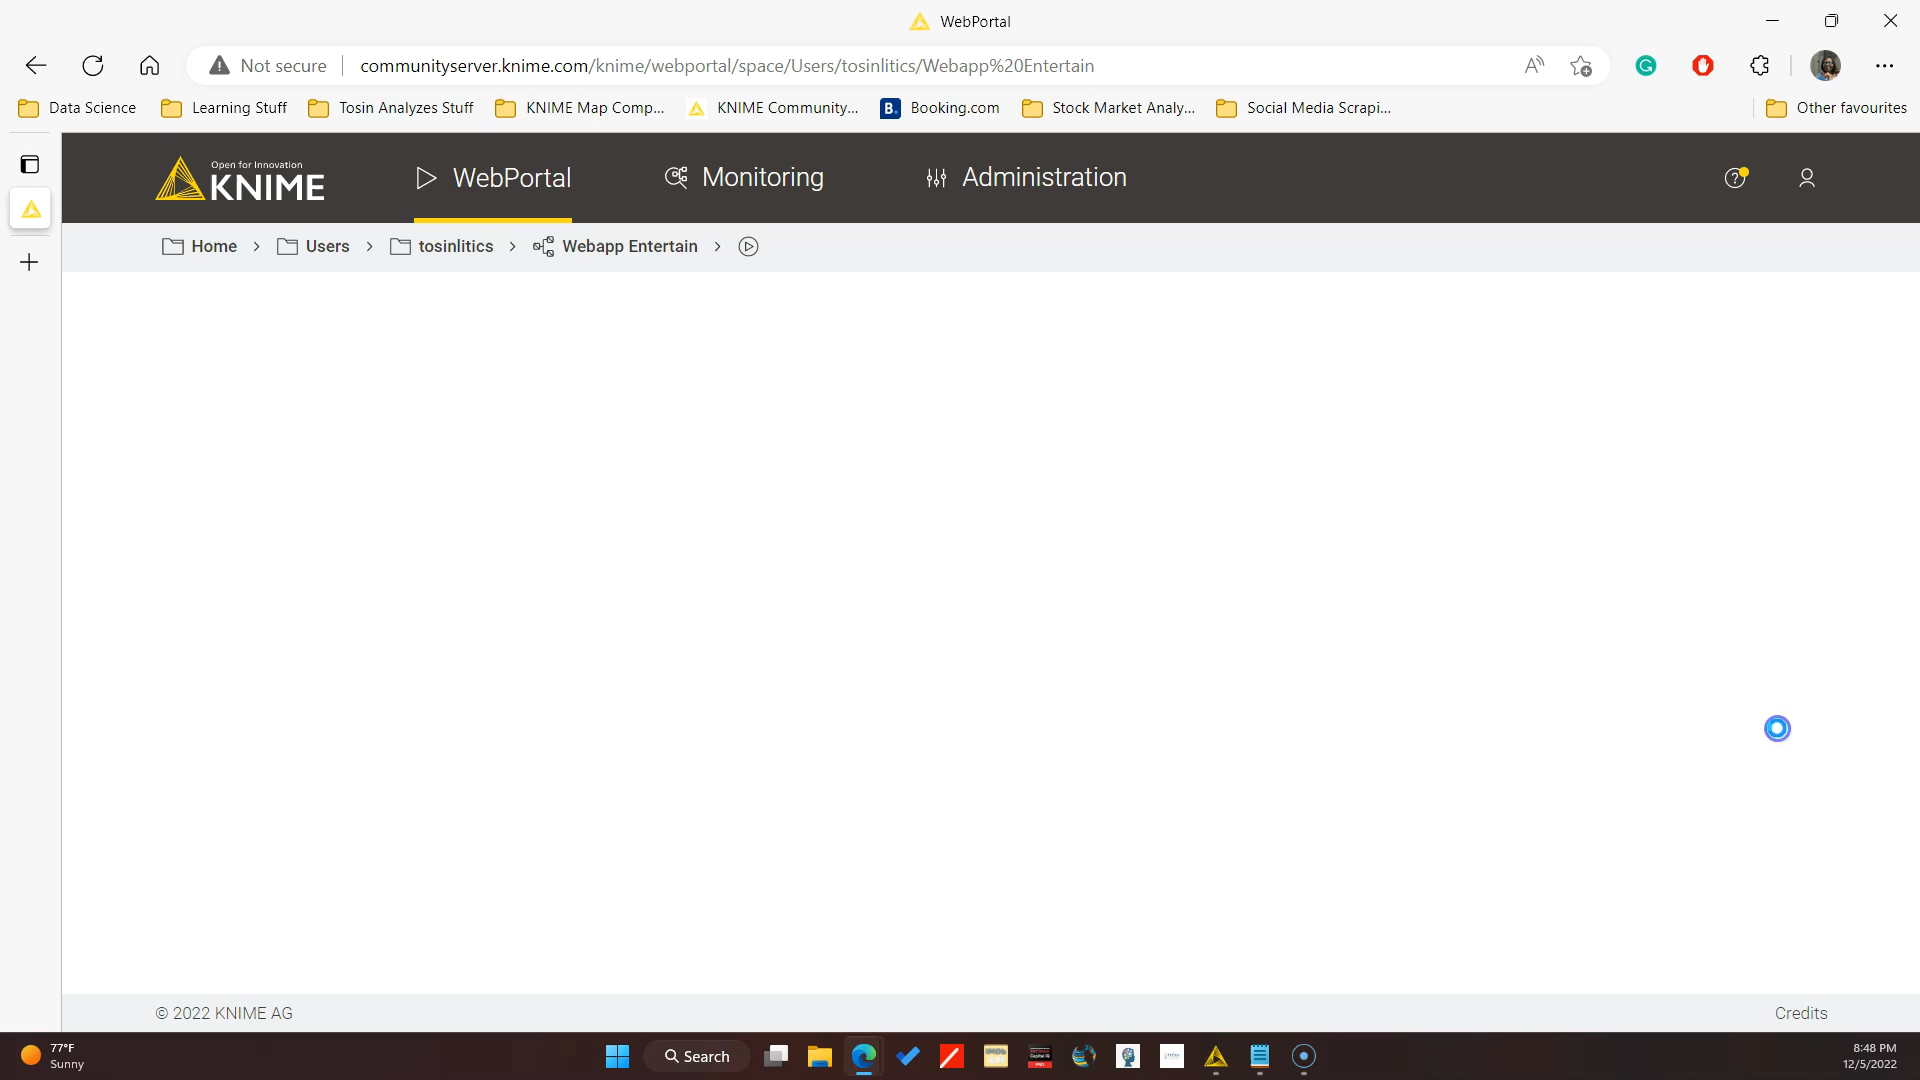 WebPortal
Not secure communityserver.knime.com/knime/webportal/space/Users/tosinlitics/Webapp%20Entertain
Data Science Learning Stuff Tosin Analyzes Stuff KNIME Map Comp... KNIME Community... B. Booking.com Stock Market Analy... Social Media Scrapi... Other favourites
Open for Innovation
KNIME WebPortal Monitoring Administration
Home > Users > tosinlitics > Webapp Entertain >
© 2022 KNIME AG Credits
77°F
Sunny
Search
8:48 PM
12/5/2022